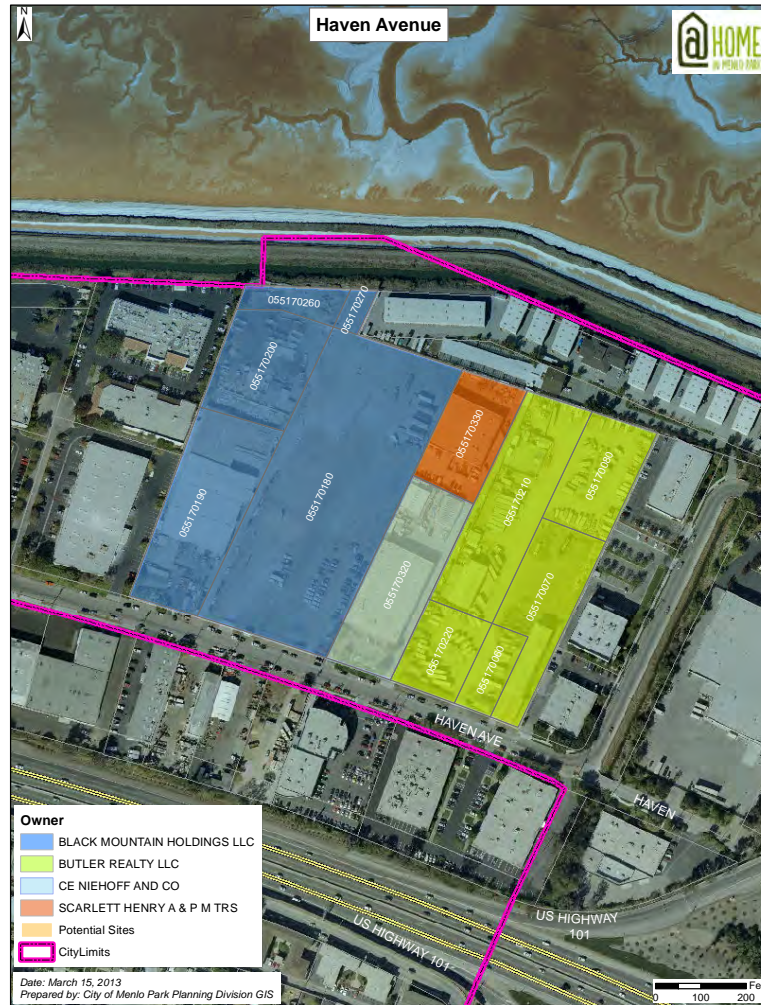 N
Haven Avenue
@ HOME
IN MENLO PARK
055170260
055170270
055170200
055170190
055170180
055170330
055170320
055170210
055170080
055170070
055170220
055170060
HAVEN AVE
HAVEN
US HIGHWAY
101
US HIGHWAY 101
Owner
BLACK MOUNTAIN HOLDINGS LLC
BUTLER REALTY LLC
CE NIEHOFF AND CO
SCARLETT HENRY A & P M TRS
Potential Sites
CityLimits
Date: March 15, 2013
Prepared by: City of Menlo Park Planning Division GIS
Fe
0 100 200